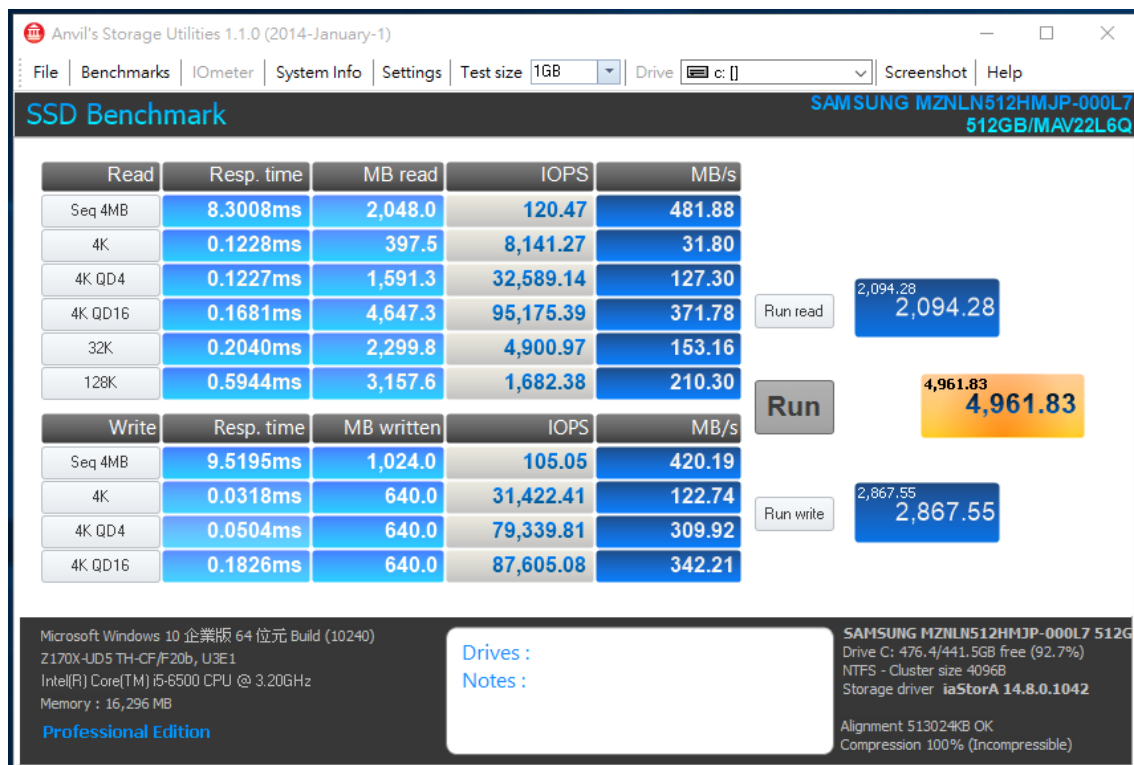 Anvil's Storage Utilities 1.1.0 (2014-January-1)
File Benchmarks IOmeter System Info Settings Test size 1GB Drive c: [] Screenshot Help
SSD Benchmark
SAMSUNG MZNLN512HMJP-000L7
512GB/MAV22L6Q
Read Resp. time MB read IOPS MB/s
Seq 4MB 8.3008ms 2,048.0 120.47 481.88
4K 0.1228ms 397.5 8,141.27 31.80
4K QD4 0.1227ms 1,591.3 32,589.14 127.30
4K QD16 0.1681ms 4,647.3 95,175.39 371.78
32K 0.2040ms 2,299.8 4,900.97 153.16
128K 0.5944ms 3,157.6 1,682.38 210.30
Run read
2,094.28
2,094.28
Run
4,961.83
4,961.83
Write Resp. time MB written IOPS MB/s
Seq 4MB 9.5195ms 1,024.0 105.05 420.19
4K 0.0318ms 640.0 31,422.41 122.74
4K QD4 0.0504ms 640.0 79,339.81 309.92
4K QD16 0.1826ms 640.0 87,605.08 342.21
Run write
2,867.55
2,867.55
Microsoft Windows 10 企業版 64 位元 Build (10240)
Z170X-UD5 TH-CF/F20b, U3E1
Intel(R) Core(TM) i5-6500 CPU @ 3.20GHz
Memory : 16,296 MB
Professional Edition
Drives :
Notes :
SAMSUNG MZNLN512HMJP-000L7 512G
Drive C: 476.4/441.5GB free (92.7%)
NTFS - Cluster size 4096B
Storage driver iaStorA 14.8.0.1042
Alignment 513024KB OK
Compression 100% (Incompressible)